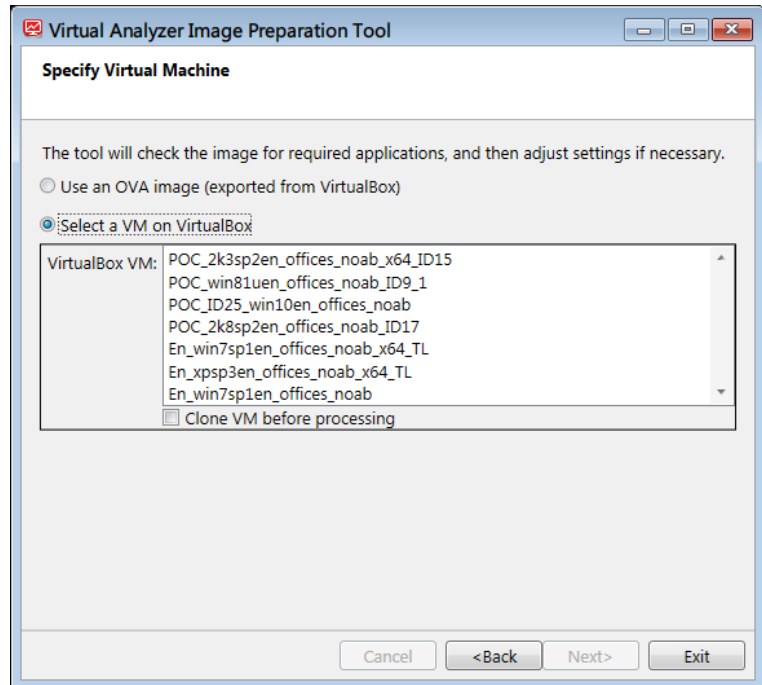 Virtual Analyzer Image Preparation Tool
Specify Virtual Machine
The tool will check the image for required applications, and then adjust settings if necessary.
Use an OVA image (exported from VirtualBox)
Select a VM on VirtualBox
VirtualBox VM:
POC_2k3sp2en_offices_noab_x64_ID15
POC_win81uen_offices_noab_ID9_1
POC_ID25_win10en_offices_noab
POC_2k8sp2en_offices_noab_ID17
En_win7sp1en_offices_noab_x64_TL
En_xpsp3en_offices_noab_x64_TL
En_win7sp1en_offices_noab
Clone VM before processing
Cancel <Back Next> Exit